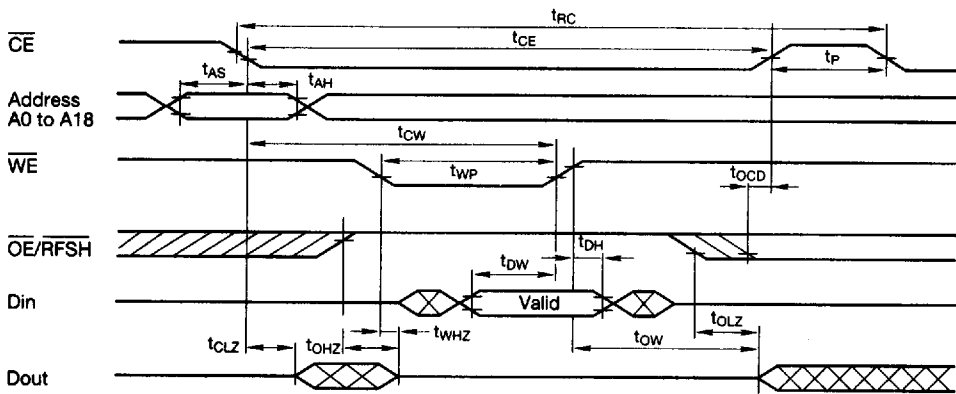 tRC
CE
tCE
tP
tAS
tAH
Address
A0 to A18
tCW
WE
tWP
tOCD
OE/RFSH
tDH
tDW
Din
Valid
tWHZ
tOLZ
tCLZ
tOHZ
tOW
Dout